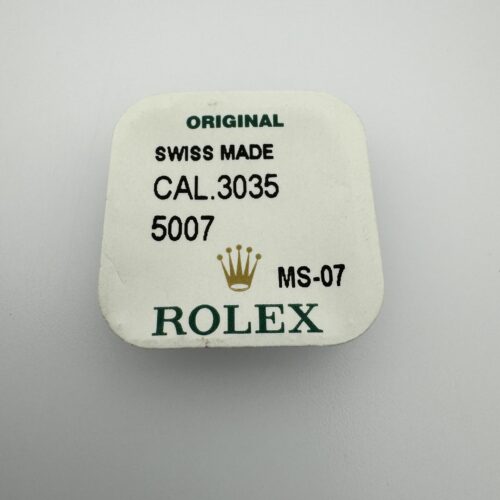 ORIGINAL
SWISS MADE
CAL.3035
5007
MS-07
ROLEX